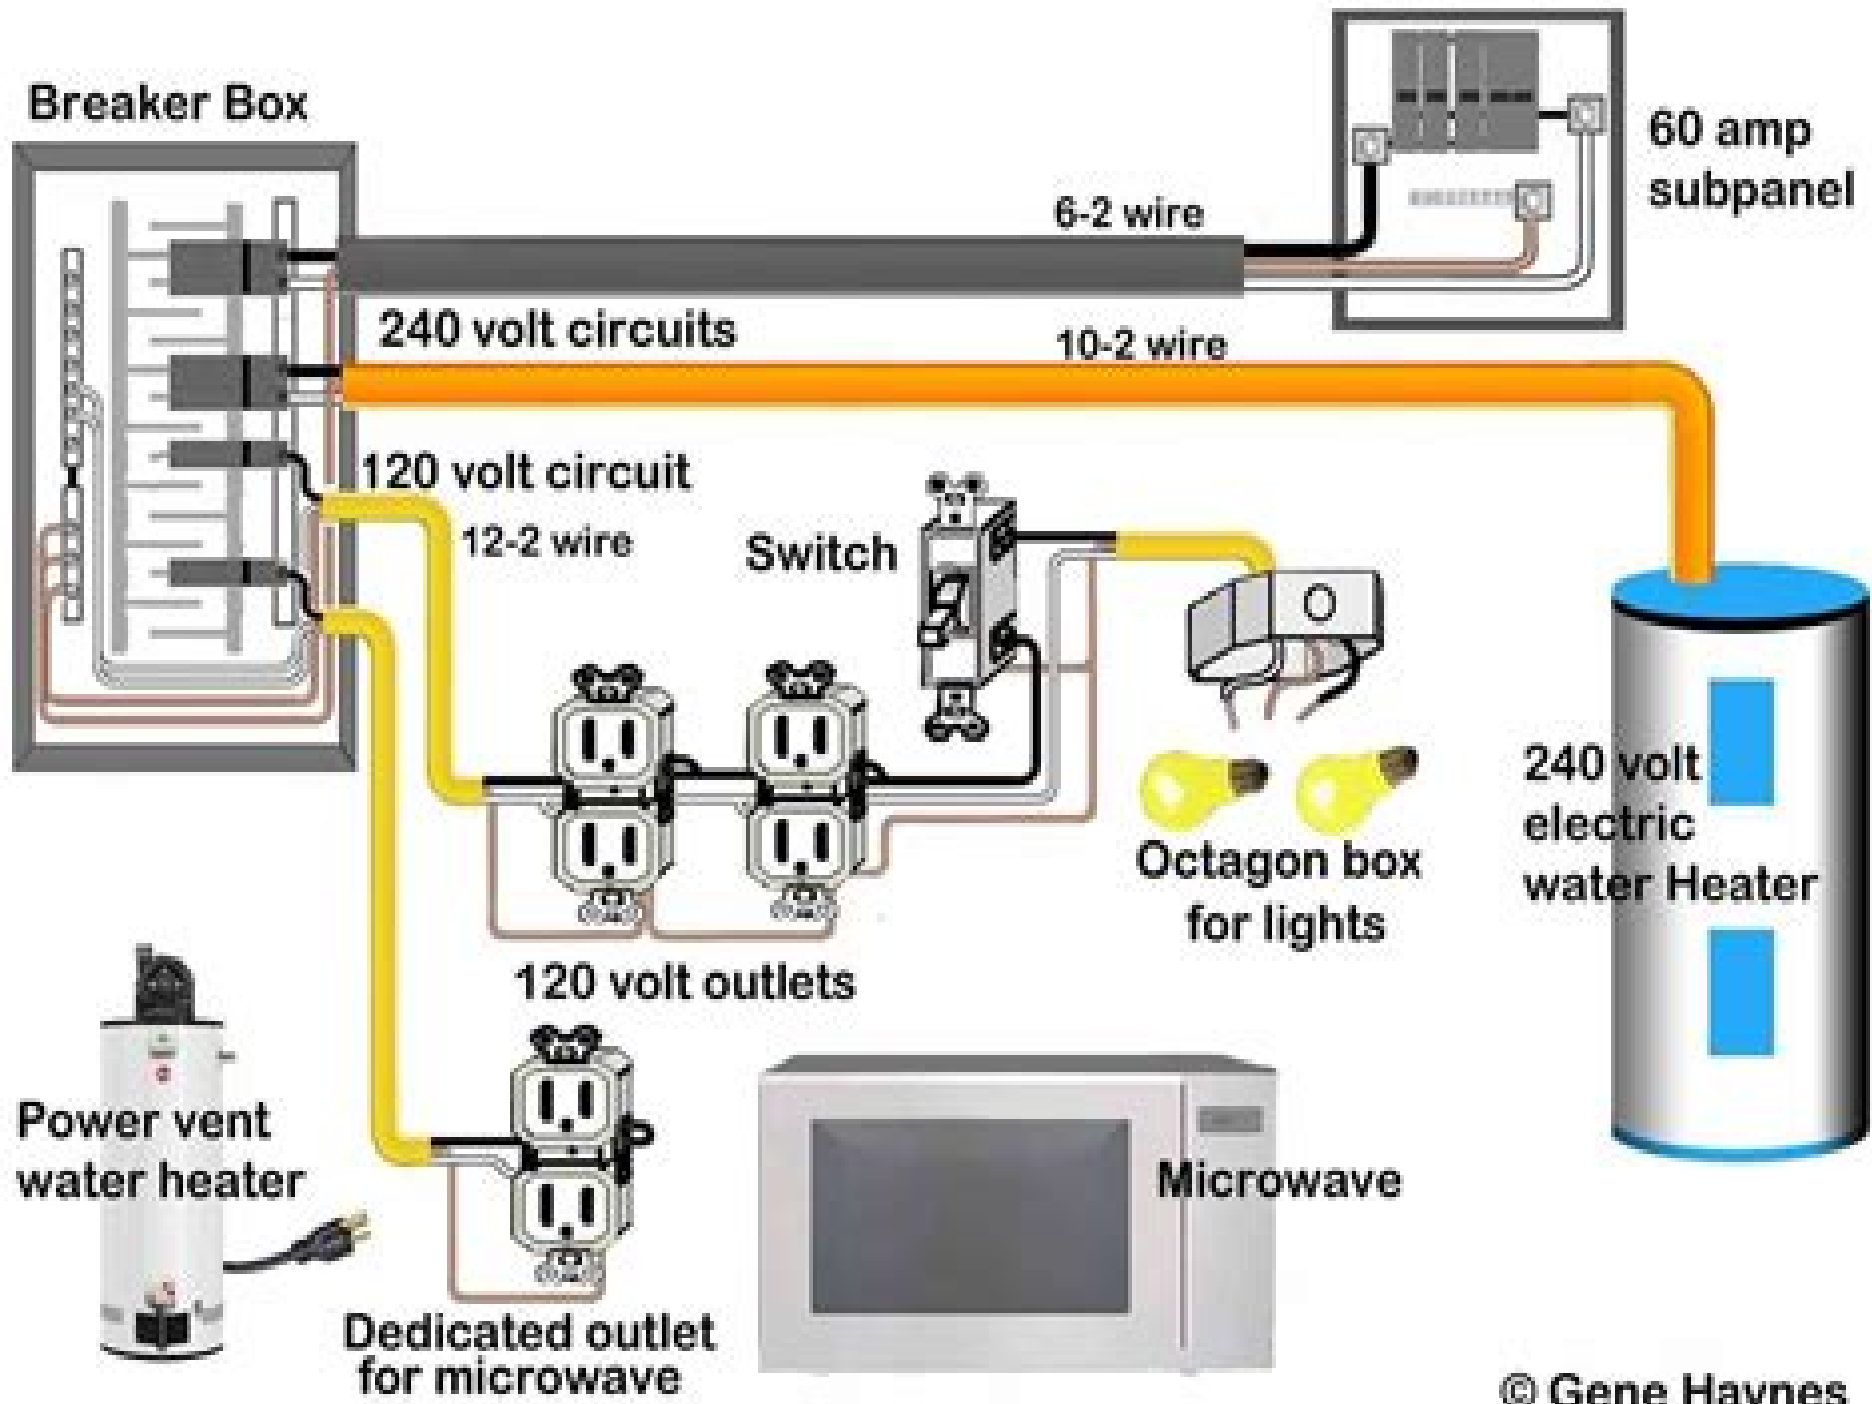 Breaker Box
60 amp
subpanel
6-2 wire
240 volt circuits
10-2 wire
120 volt circuit
12-2 wire
Switch
240 volt
electric
water Heater
Octagon box
for lights
120 volt outlets
Power vent
water heater
Microwave
Dedicated outlet
for microwave
© Gene Haynes